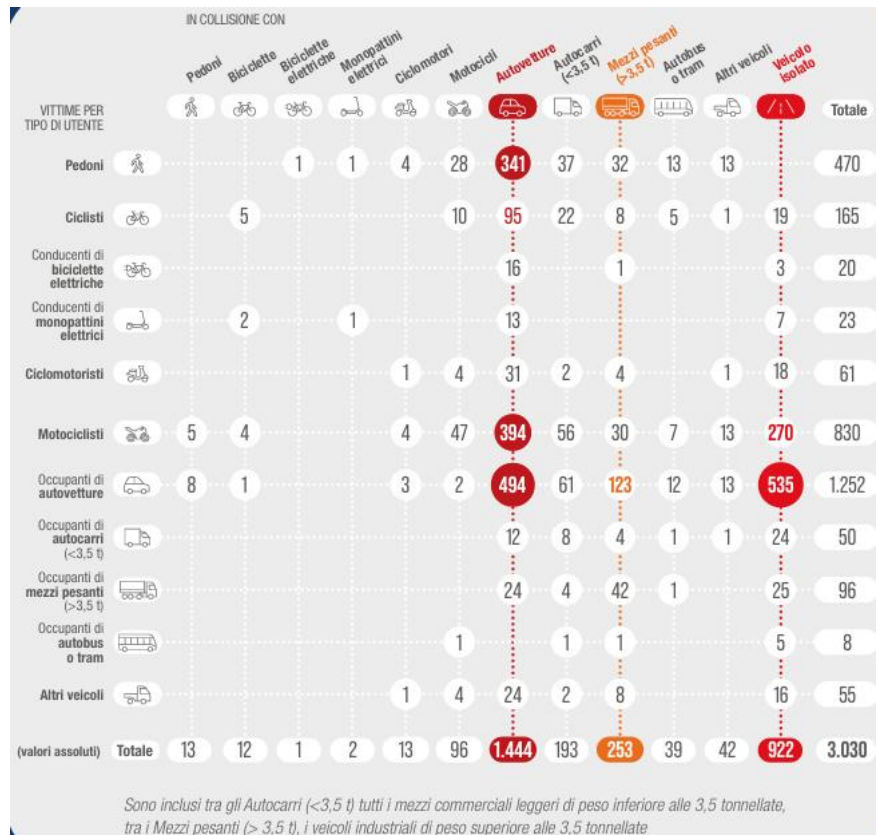 IN COLLISIONE CON
Pedoni
Biciclette
Biciclette elettriche
Monopattini elettrici
Ciclomotori
Motocicli
Autovetture
Autocarri (<3,5 t)
Mezzi pesanti (>3,5 t)
Autobus o tram
Altri veicoli
Veicolo isolato
VITTIME PER
TIPO DI UTENTE
Totale
Pedoni 1 1 4 28 341 37 32 13 13 470
Ciclisti 5 10 95 22 8 5 1 19 165
Conducenti di
biciclette
elettriche
16 1 3 20
Conducenti di
monopattini
elettrici
2 1 13 7 23
Ciclomotoristi 1 4 31 2 4 1 18 61
Motociclisti 5 4 4 47 394 56 30 7 13 270 830
Occupanti di
autovetture
8 1 3 2 494 61 123 12 13 535 1.252
Occupanti di
autocarri
(<3,5 t)
12 8 4 1 1 24 50
Occupanti di
mezzi pesanti
(>3,5 t)
24 4 42 1 25 96
Occupanti di
autobus
o tram
1 1 1 5 8
Altri veicoli 1 4 24 2 8 16 55
(valori assoluti) Totale 13 12 1 2 13 96 1.444 193 253 39 42 922 3.030
Sono inclusi tra gli Autocarri (<3,5 t) tutti i mezzi commerciali leggeri di peso inferiore alle 3,5 tonnellate,
tra i Mezzi pesanti (> 3,5 t), i veicoli industriali di peso superiore alle 3,5 tonnellate